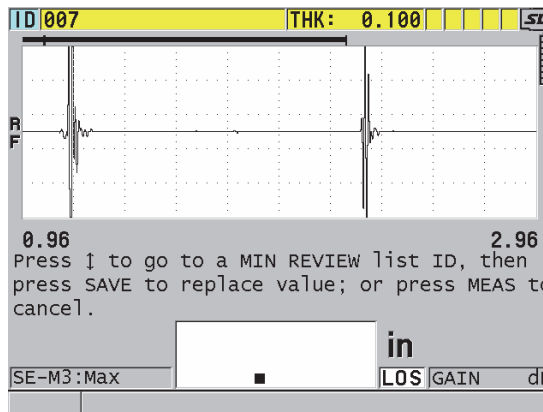 ID 007 THK: 0.100
RF
0.96 2.96
Press ↕ to go to a MIN REVIEW list ID, then
press SAVE to replace value; or press MEAS to
cancel.
in
SE-M3:Max LOS GAIN